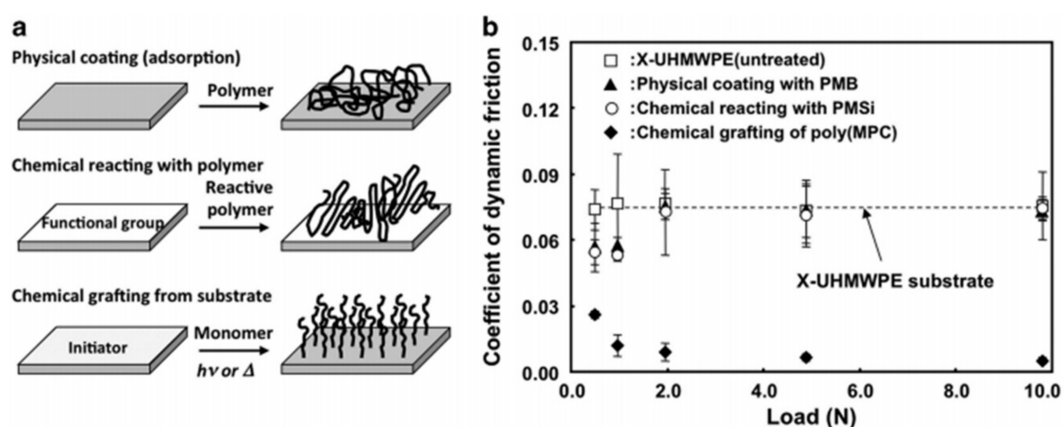 a
Physical coating (adsorption)
Polymer
Chemical reacting with polymer
Reactive
polymer
Functional group
Chemical grafting from substrate
Monomer
Initiator
hν or Δ
b
0.15
0.12
0.09
0.06
0.03
0.00
Coefficient of dynamic friction
:X-UHMWPE(untreated)
:Physical coating with PMB
:Chemical reacting with PMSi
:Chemical grafting of poly(MPC)
X-UHMWPE substrate
0.0 2.0 4.0 6.0 8.0 10.0
Load (N)